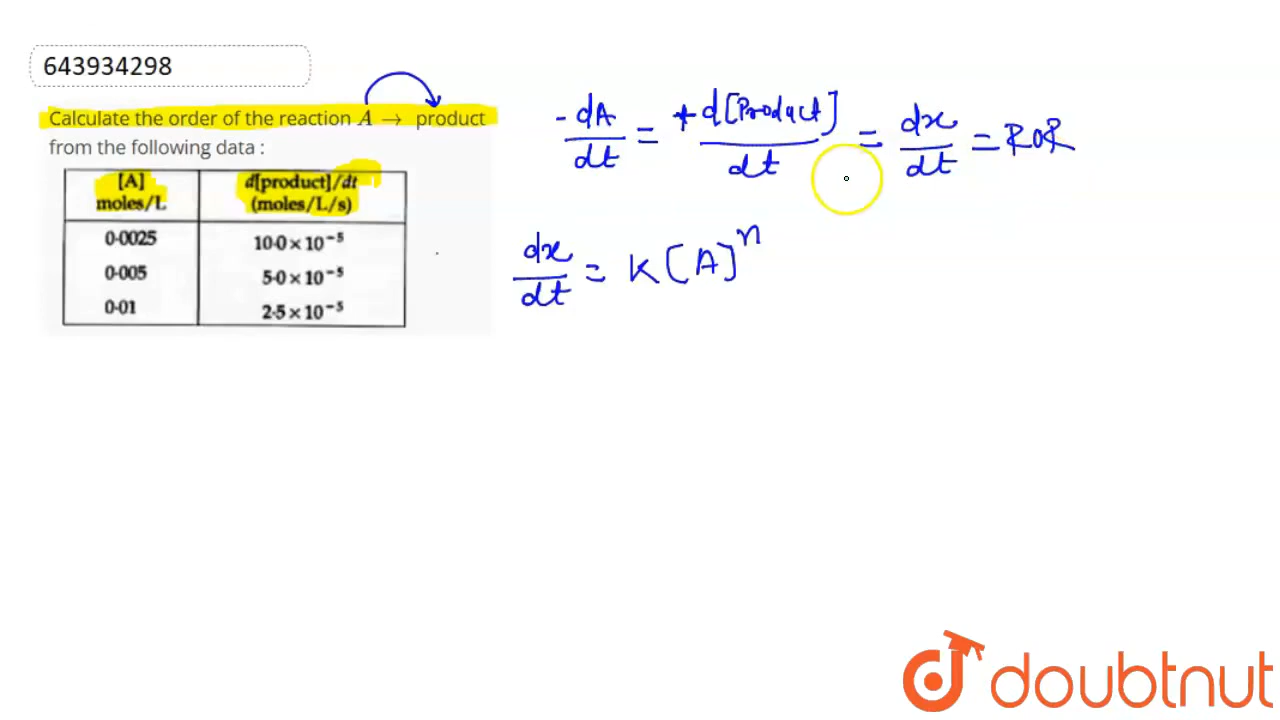 643934298
Calculate the order of the reaction A → product
from the following data :
[A] moles/L d[product]/dt (moles/L/s)
0·0025 10·0 × 10⁻⁵
0·005 5·0 × 10⁻⁵
0·01 2·5 × 10⁻⁵
-dA/dt = +d[Product]/dt = dx/dt = ROR
dx/dt = K[A]ⁿ
doubtnut